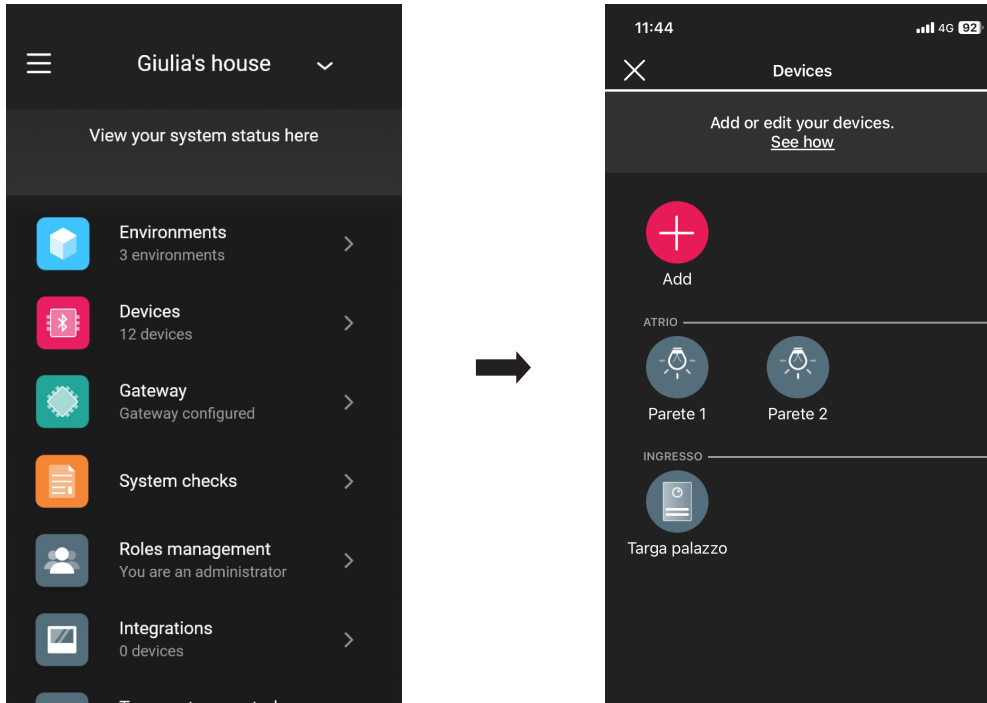 Giulia's house
View your system status here
Environments
3 environments
Devices
12 devices
Gateway
Gateway configured
System checks
Roles management
You are an administrator
Integrations
0 devices
11:44
4G 92
Devices
Add or edit your devices.
See how
Add
ATRIO
Parete 1 Parete 2
INGRESSO
Targa palazzo